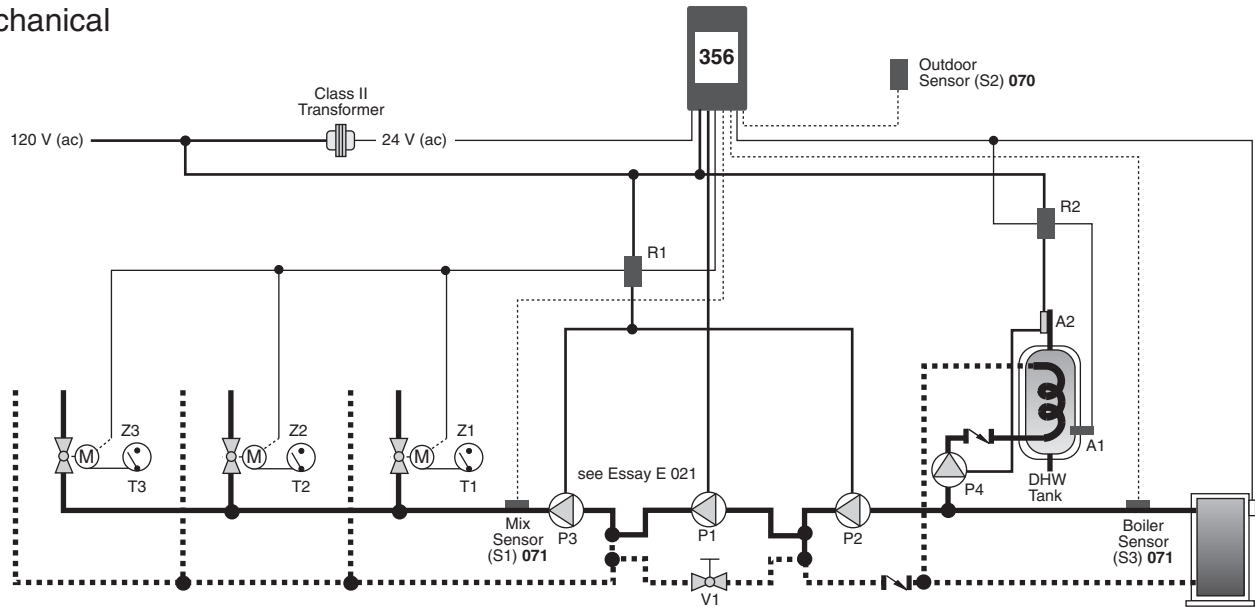 chanical
356
Outdoor
Sensor (S2) 070
Class II
Transformer
120 V (ac)
24 V (ac)
R2
R1
A2
Z3
Z2
Z1
M
M
M
T3
T2
T1
see Essay E 021
A1
P4
DHW
Tank
Mix
Sensor
(S1) 071
P3
P1
P2
Boiler
Sensor
(S3) 071
V1